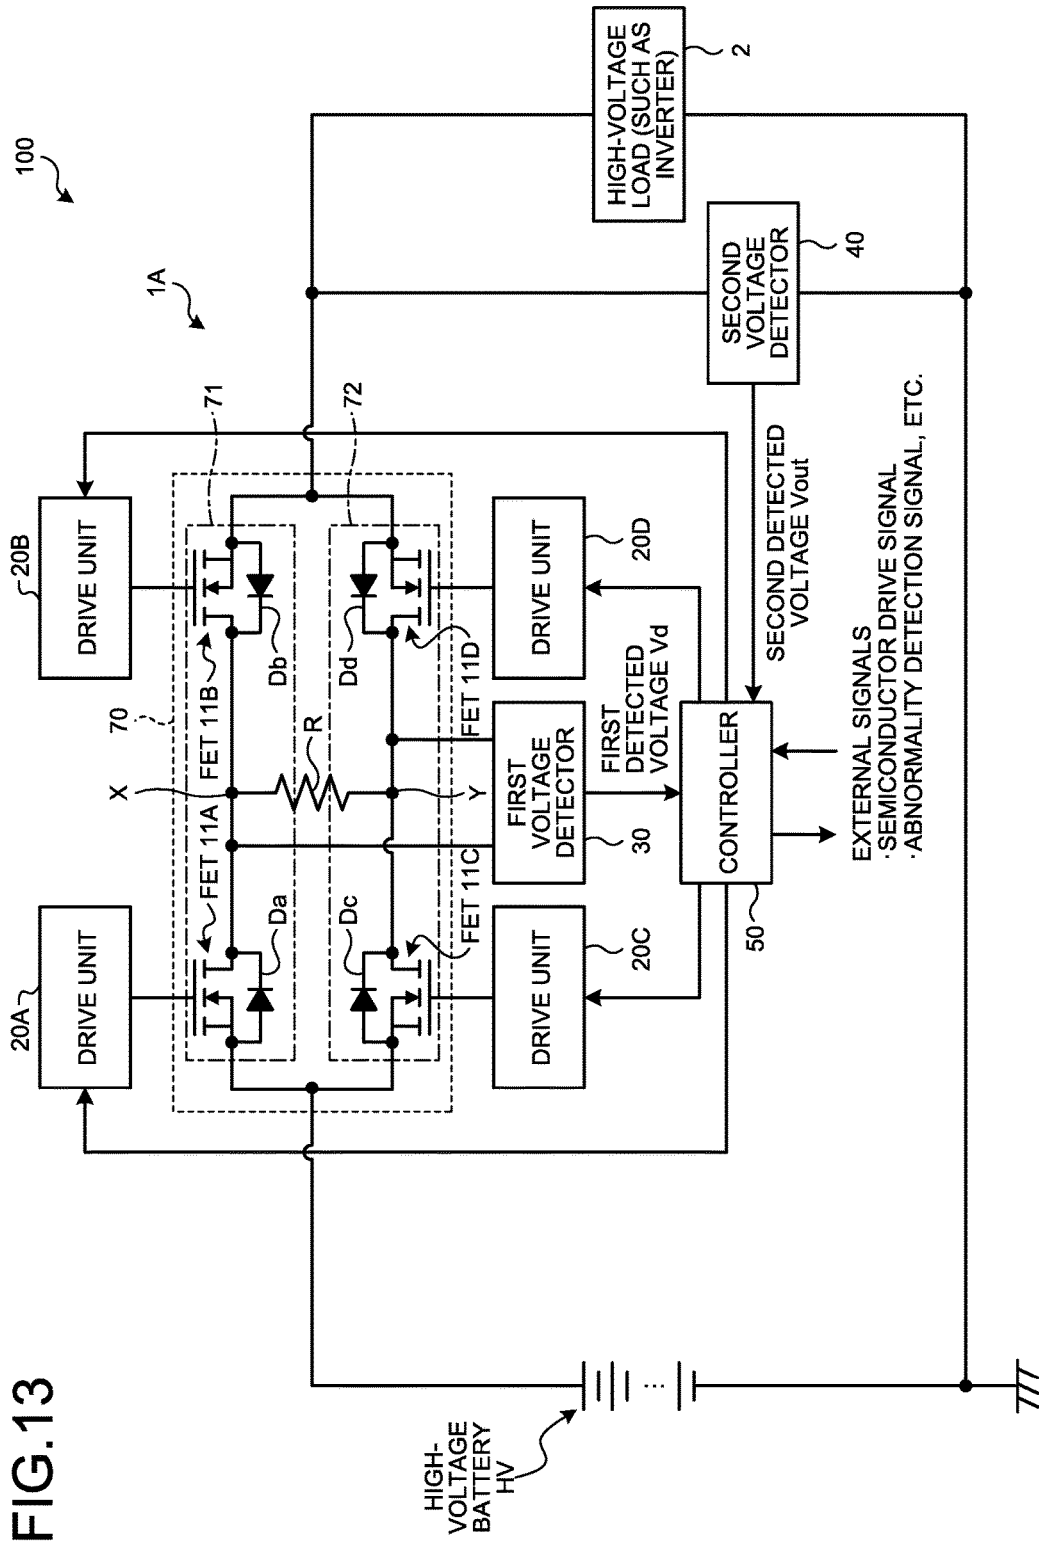 FIG.13
100
1A
20A
DRIVE UNIT
20B
DRIVE UNIT
70
71
72
X
FET 11A
FET 11B
Da
Db
R
Dc
Dd
Y
FET 11C
FET 11D
DRIVE UNIT
20C
FIRST
VOLTAGE
DETECTOR
30
DRIVE UNIT
20D
FIRST
DETECTED
VOLTAGE Vd
CONTROLLER
50
SECOND DETECTED
VOLTAGE Vout
SECOND
VOLTAGE
DETECTOR
40
HIGH-VOLTAGE
LOAD (SUCH AS
INVERTER)
2
HIGH-
VOLTAGE
BATTERY
HV
EXTERNAL SIGNALS
·SEMICONDUCTOR DRIVE SIGNAL
·ABNORMALITY DETECTION SIGNAL, ETC.